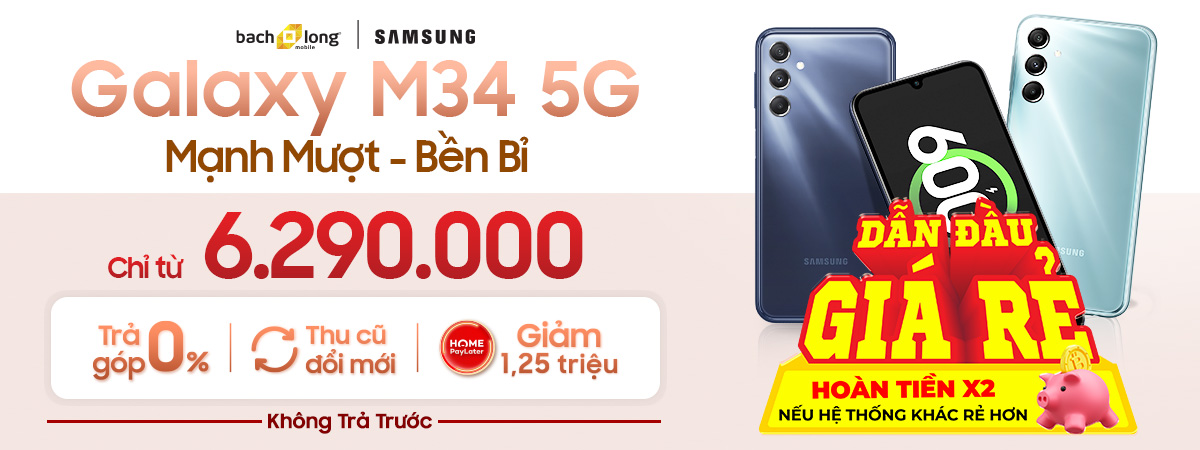 bach long mobile | SAMSUNG
Galaxy M34 5G
Mạnh Mượt - Bền Bỉ
Chỉ từ 6.290.000
Trả góp 0%
Thu cũ đổi mới
HOME PayLater
Giảm 1,25 triệu
Không Trả Trước
SAMSUNG
SAMSUNG
DẪN ĐẦU
GIÁ RẺ
HOÀN TIỀN X2
NẾU HỆ THỐNG KHÁC RẺ HƠN